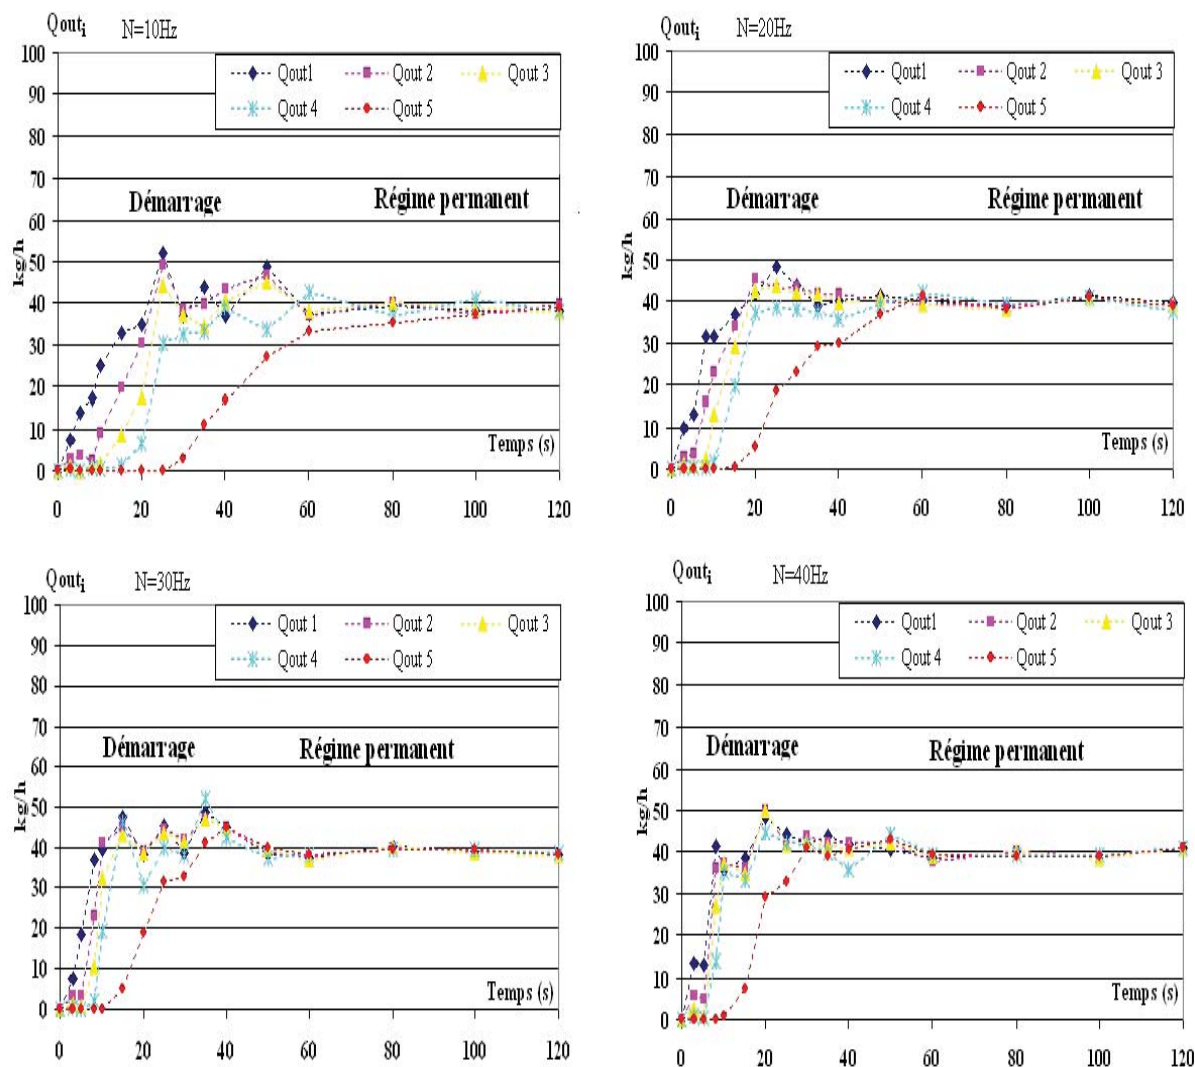 Qouti N=10Hz
100
90
80
70
60
50
40
30
20
10
0
kg/h
Qout1 Qout 2 Qout 3
Qout 4 Qout 5
Démarrage Régime permanent
Temps (s)
0 20 40 60 80 100 120
Qouti N=20Hz
100
90
80
70
60
50
40
30
20
10
0
kg/h
Qout1 Qout 2 Qout 3
Qout 4 Qout 5
Démarrage Régime permanent
Temps (s)
0 20 40 60 80 100 120
Qouti N=30Hz
100
90
80
70
60
50
40
30
20
10
0
kg/h
Qout 1 Qout 2 Qout 3
Qout 4 Qout 5
Démarrage Régime permanent
Temps (s)
0 20 40 60 80 100 120
Qouti N=40Hz
100
90
80
70
60
50
40
30
20
10
0
kg/h
Qout1 Qout 2 Qout 3
Qout 4 Qout 5
Démarrage Régime permanent
Temps (s)
0 20 40 60 80 100 120